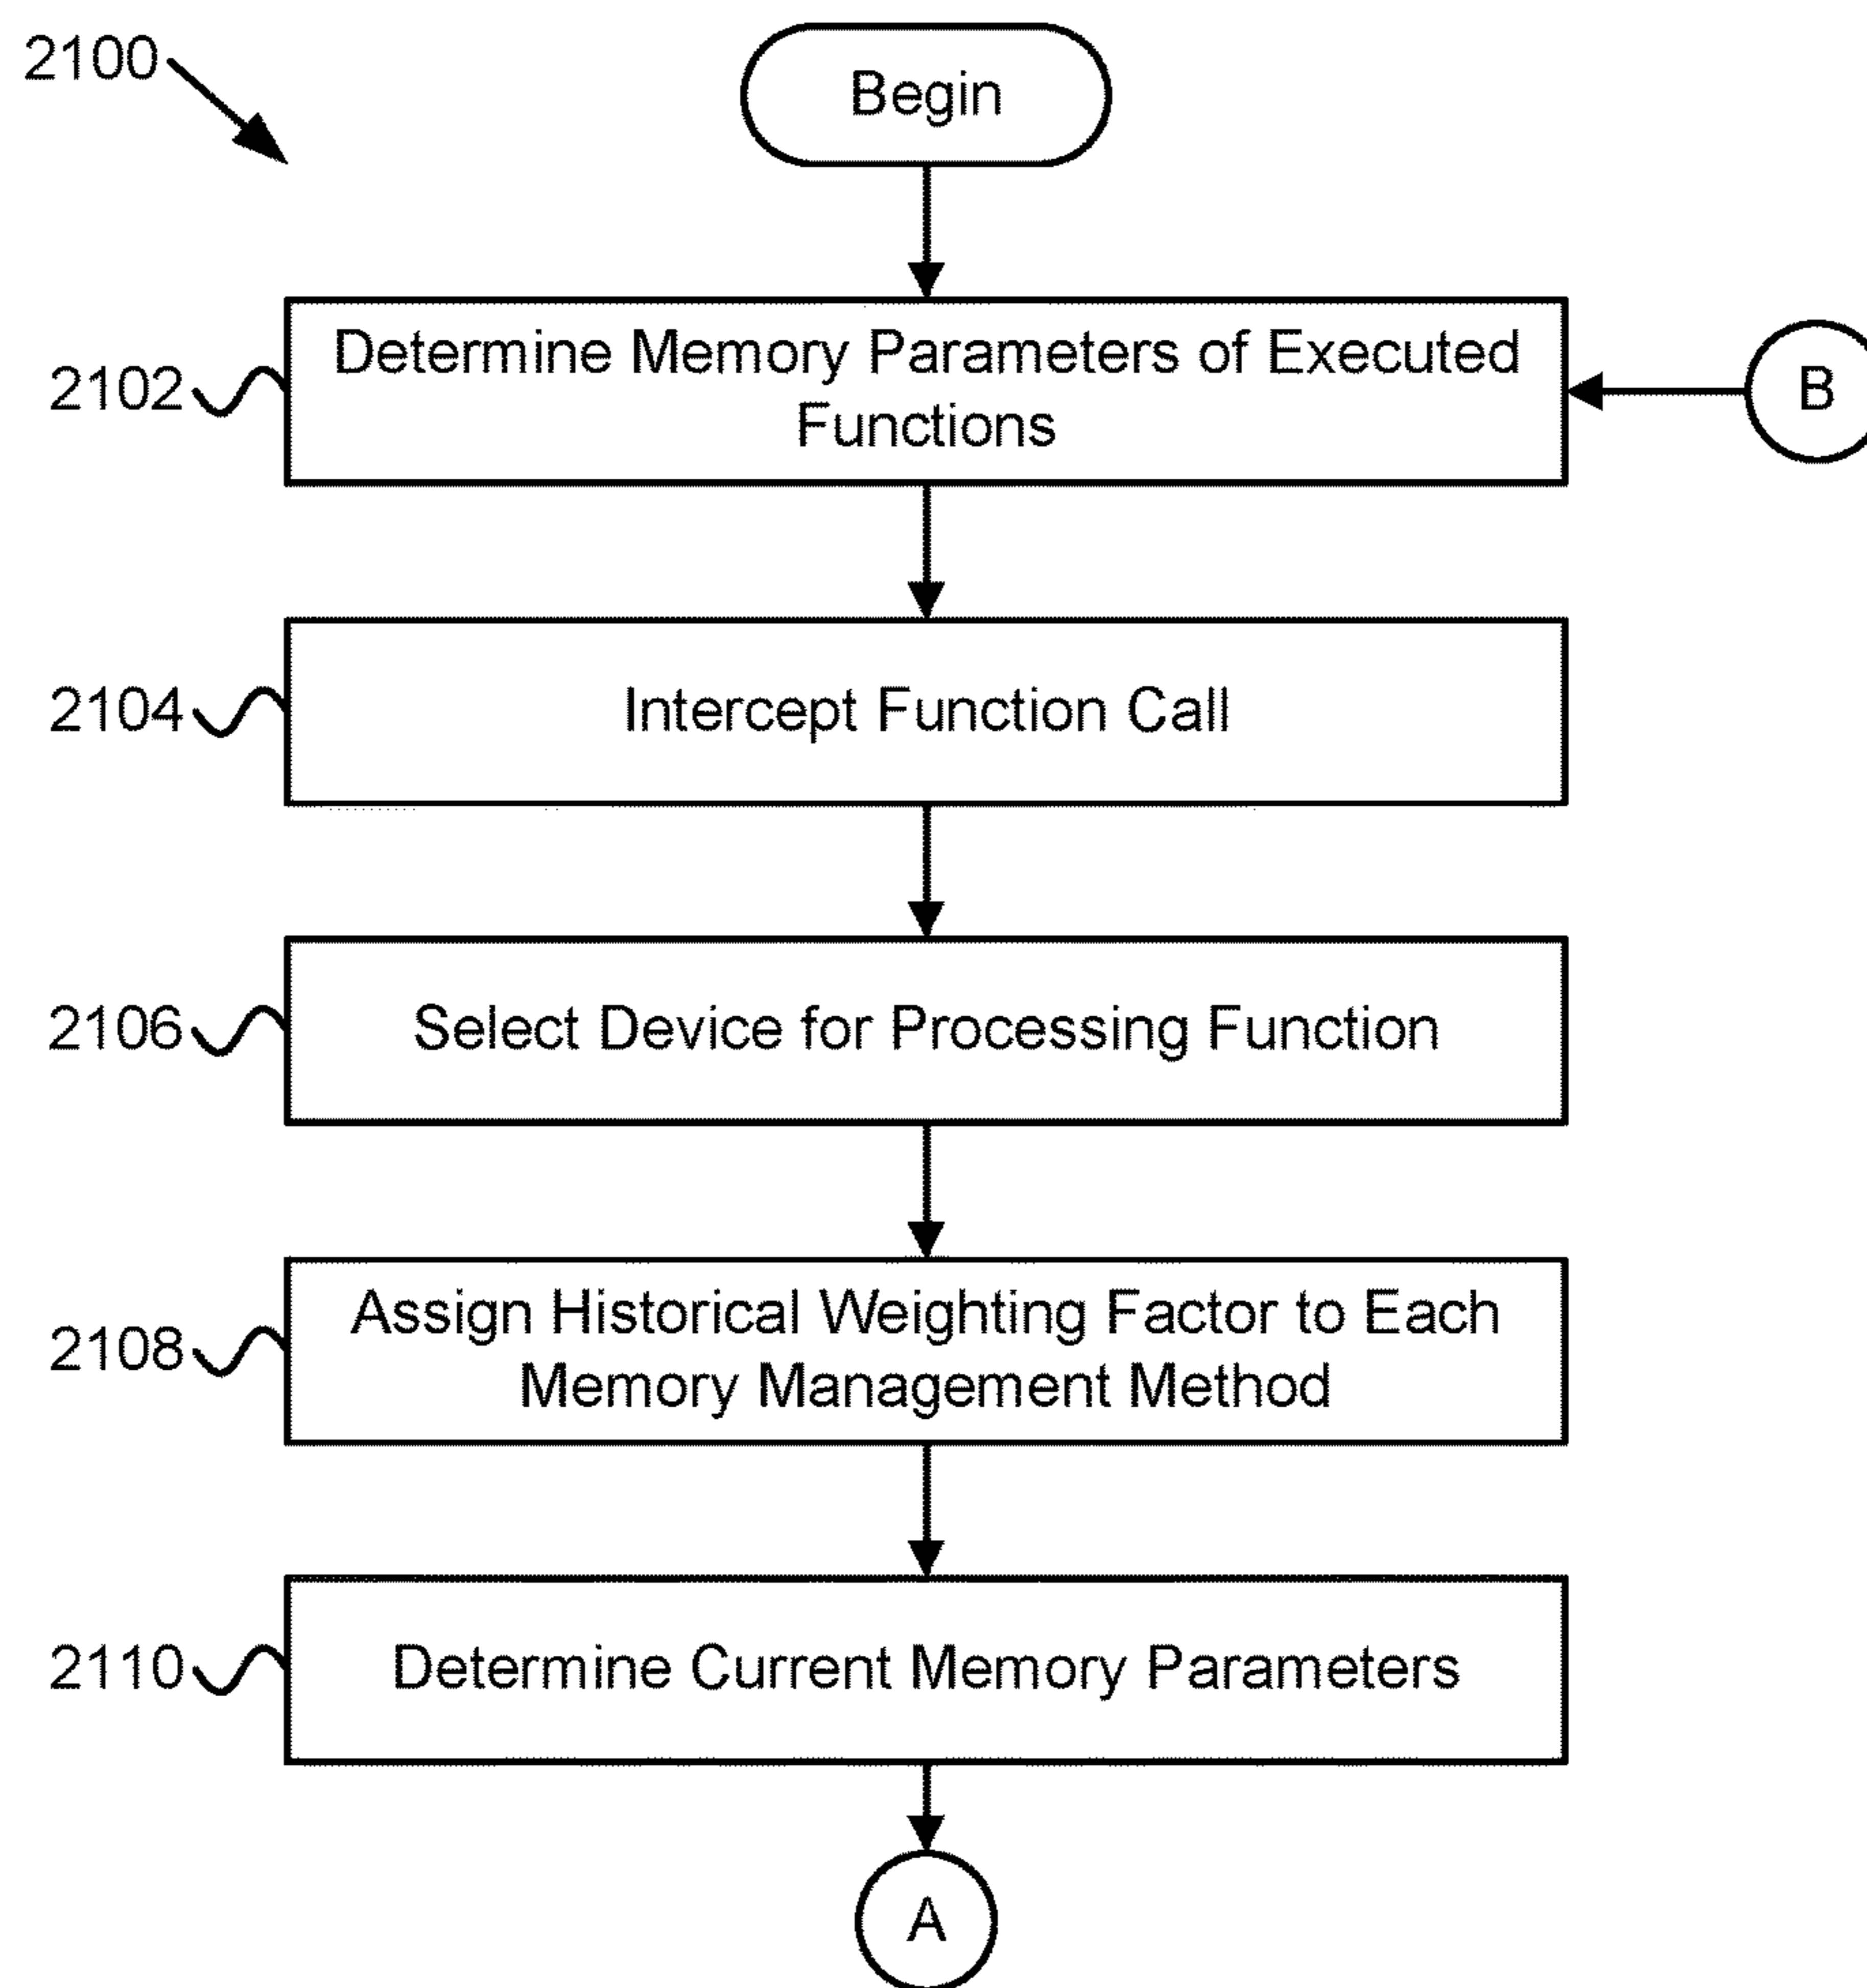 2100
Begin
2102
Determine Memory Parameters of Executed
Functions
B
2104
Intercept Function Call
2106
Select Device for Processing Function
2108
Assign Historical Weighting Factor to Each
Memory Management Method
2110
Determine Current Memory Parameters
A